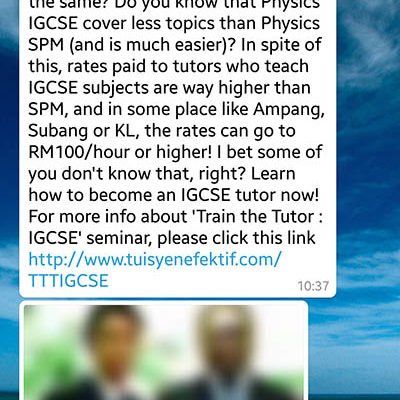 the same? Do you know that Physics
IGCSE cover less topics than Physics
SPM (and is much easier)? In spite of
this, rates paid to tutors who teach
IGCSE subjects are way higher than
SPM, and in some place like Ampang,
Subang or KL, the rates can go to
RM100/hour or higher! I bet some of
you don't know that, right? Learn
how to become an IGCSE tutor now!
For more info about 'Train the Tutor :
IGCSE' seminar, please click this link
http://www.tuisyenefektif.com/
TTTIGCSE
10:37